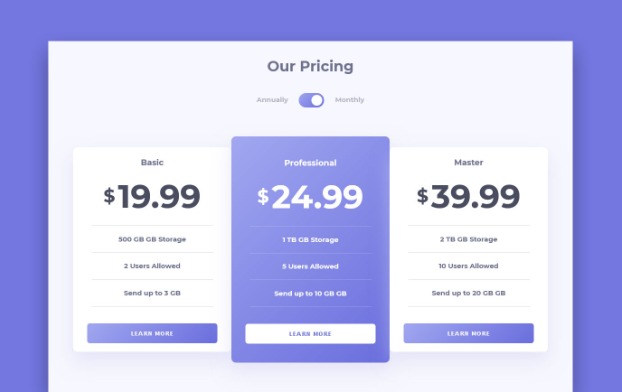 Our Pricing
Annually Monthly
Basic
$19.99
500 GB GB Storage
2 Users Allowed
Send up to 3 GB
LEARN MORE
Professional
$24.99
1 TB GB Storage
5 Users Allowed
Send up to 10 GB GB
LEARN MORE
Master
$39.99
2 TB GB Storage
10 Users Allowed
Send up to 20 GB GB
LEARN MORE